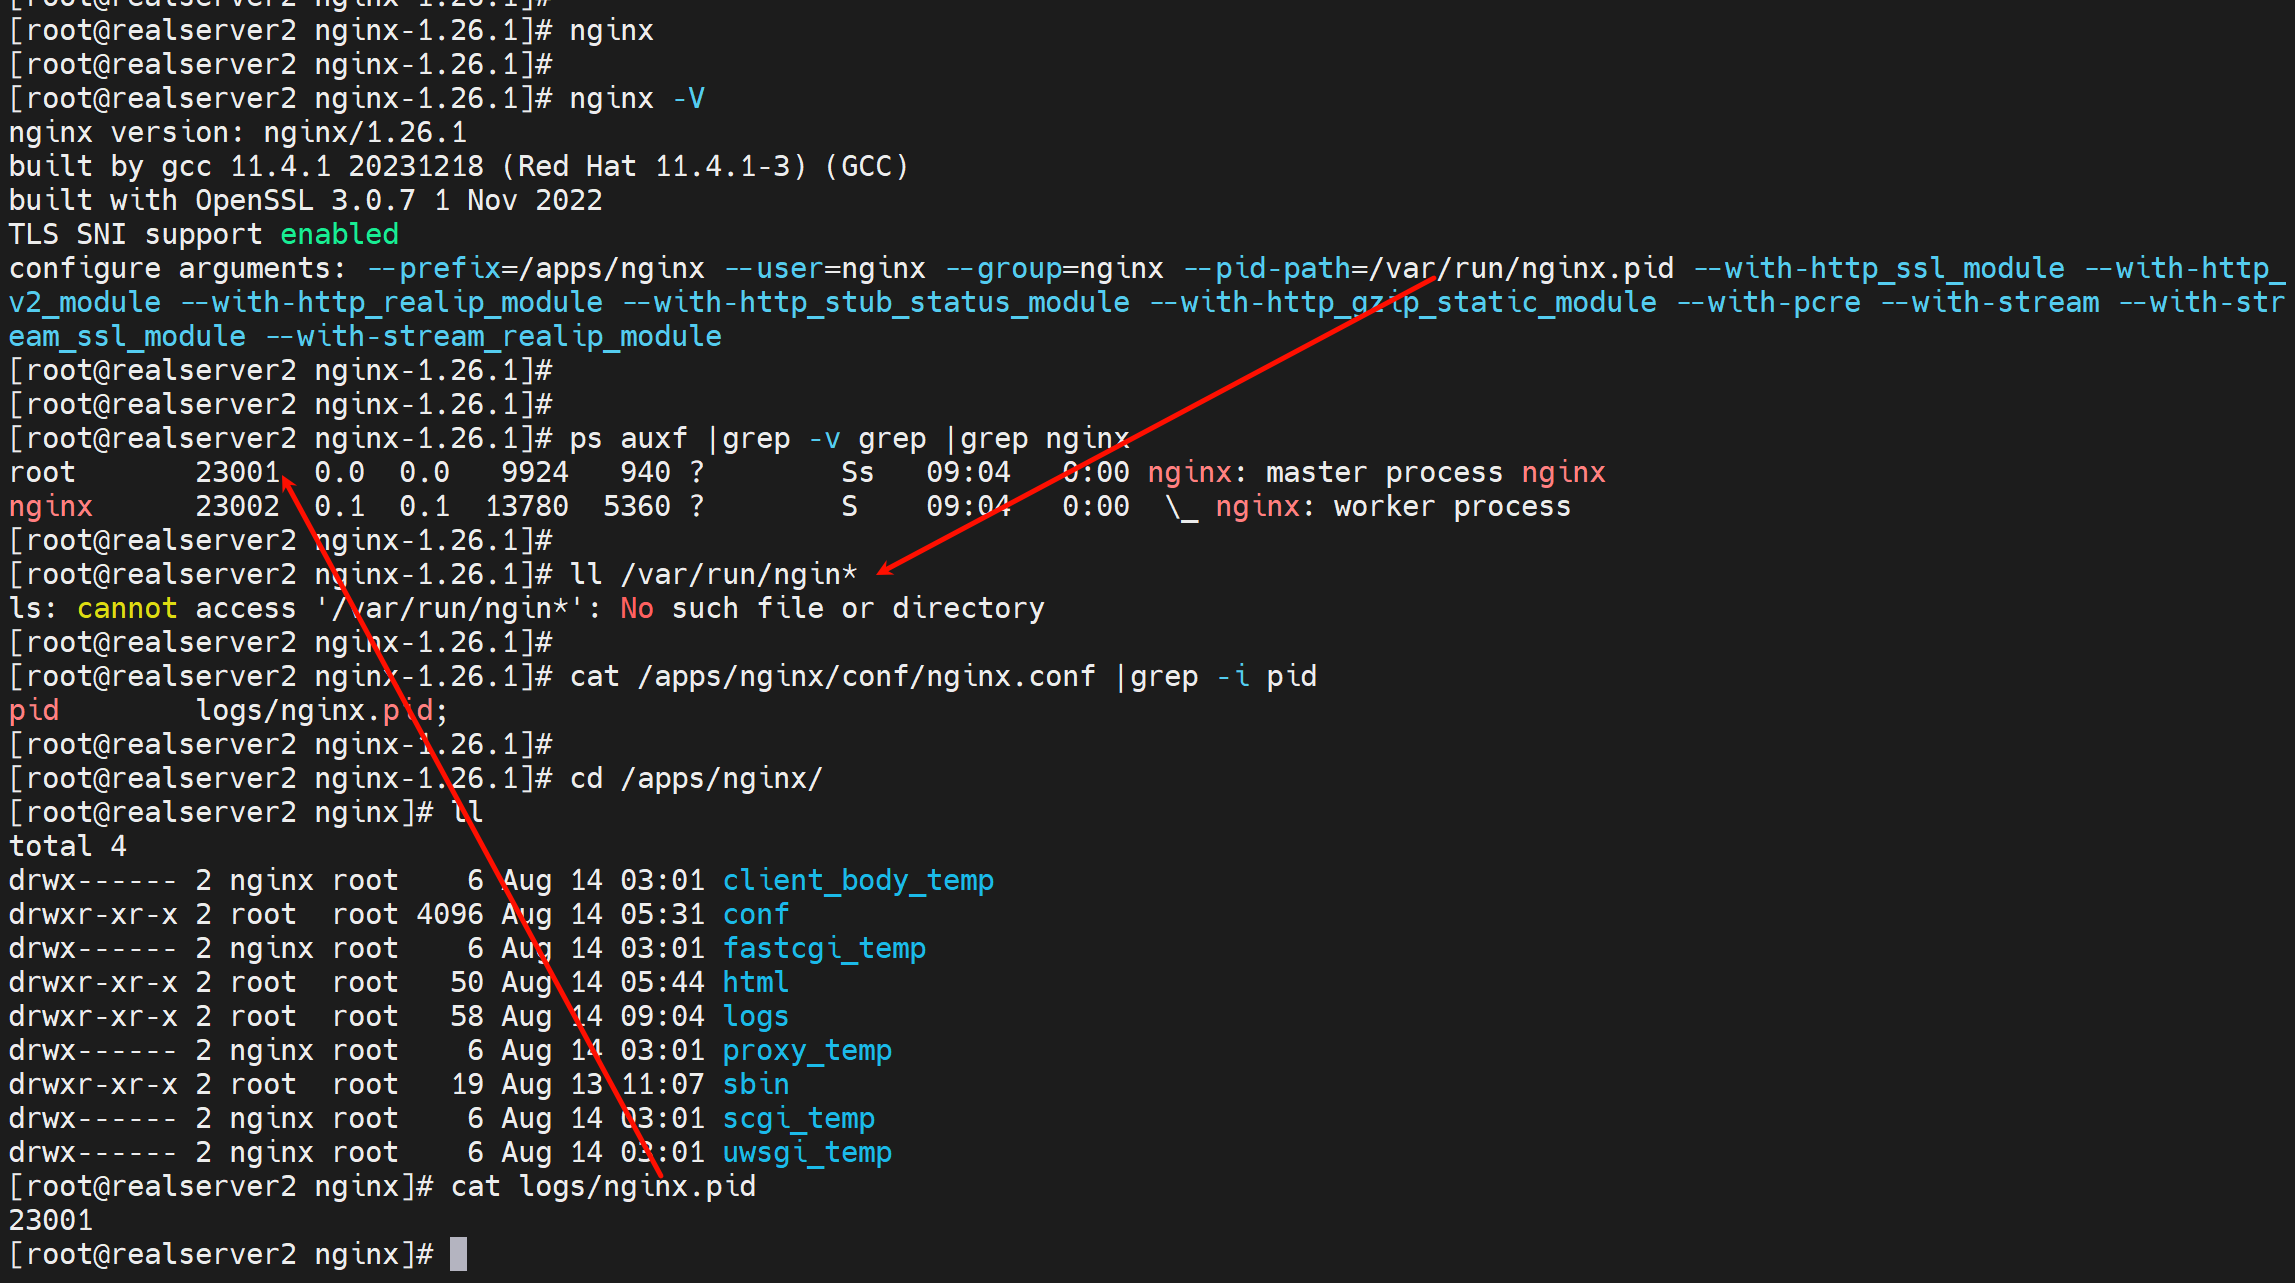 [root@realserver2 nginx-1.26.1]#
[root@realserver2 nginx-1.26.1]# nginx
[root@realserver2 nginx-1.26.1]#
[root@realserver2 nginx-1.26.1]# nginx -V
nginx version: nginx/1.26.1
built by gcc 11.4.1 20231218 (Red Hat 11.4.1-3) (GCC)
built with OpenSSL 3.0.7 1 Nov 2022
TLS SNI support enabled
configure arguments: --prefix=/apps/nginx --user=nginx --group=nginx --pid-path=/var/run/nginx.pid --with-http_ssl_module --with-http_
v2_module --with-http_realip_module --with-http_stub_status_module --with-http_gzip_static_module --with-pcre --with-stream --with-str
eam_ssl_module --with-stream_realip_module
[root@realserver2 nginx-1.26.1]#
[root@realserver2 nginx-1.26.1]#
[root@realserver2 nginx-1.26.1]# ps auxf |grep -v grep |grep nginx
root       23001  0.0  0.0   9924   940 ?        Ss   09:04   0:00 nginx: master process nginx
nginx      23002  0.1  0.1  13780  5360 ?        S    09:04   0:00  \_ nginx: worker process
[root@realserver2 nginx-1.26.1]#
[root@realserver2 nginx-1.26.1]# ll /var/run/ngin*
ls: cannot access '/var/run/ngin*': No such file or directory
[root@realserver2 nginx-1.26.1]#
[root@realserver2 nginx-1.26.1]# cat /apps/nginx/conf/nginx.conf |grep -i pid
pid        logs/nginx.pid;
[root@realserver2 nginx-1.26.1]#
[root@realserver2 nginx-1.26.1]# cd /apps/nginx/
[root@realserver2 nginx]# ll
total 4
drwx------ 2 nginx root    6 Aug 14 03:01 client_body_temp
drwxr-xr-x 2 root  root 4096 Aug 14 05:31 conf
drwx------ 2 nginx root    6 Aug 14 03:01 fastcgi_temp
drwxr-xr-x 2 root  root   50 Aug 14 05:44 html
drwxr-xr-x 2 root  root   58 Aug 14 09:04 logs
drwx------ 2 nginx root    6 Aug 14 03:01 proxy_temp
drwxr-xr-x 2 root  root   19 Aug 13 11:07 sbin
drwx------ 2 nginx root    6 Aug 14 03:01 scgi_temp
drwx------ 2 nginx root    6 Aug 14 03:01 uwsgi_temp
[root@realserver2 nginx]# cat logs/nginx.pid
23001
[root@realserver2 nginx]#